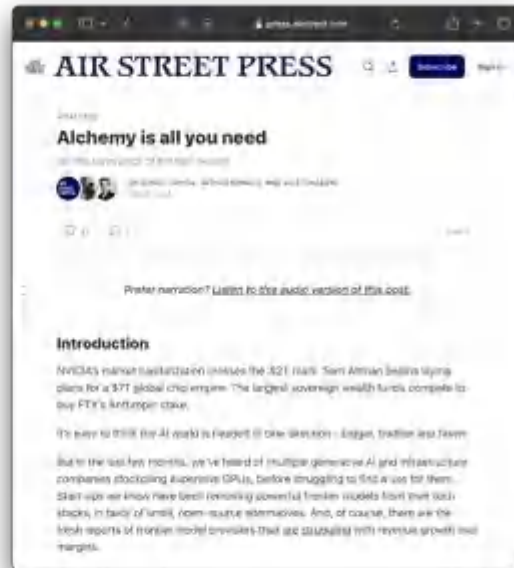 AIR STREET PRESS
Subscribe
Alchemy is all you need
Prefer narration? Listen to the audio version of this post.
Introduction
NVIDIA's market capitalization crosses the $2T mark. Sam Altman begins laying
plans for a $7T global chip empire. The largest sovereign wealth funds compete to
buy FTX's Anthropic stake.
It's easy to think the AI world is headed in one direction - bigger, and faster
But in the last few months, we've heard of multiple generative AI and infrastructure
companies stockpiling expensive GPUs, before struggling to find a use for them.
Start-ups we know have been removing powerful frontier models from their tech
stacks, in favor of small, open-source alternatives. And, of course, there are the
fresh reports of frontier model providers that are struggling with revenue growth and
margins.